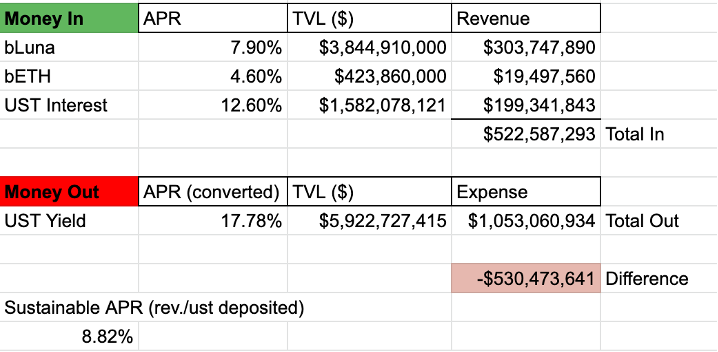 Money In APR TVL ($) Revenue
bLuna 7.90% $3,844,910,000 $303,747,890
bETH 4.60% $423,860,000 $19,497,560
UST Interest 12.60% $1,582,078,121 $199,341,843
$522,587,293 Total In
Money Out APR (converted) TVL ($) Expense
UST Yield 17.78% $5,922,727,415 $1,053,060,934 Total Out
-$530,473,641 Difference
Sustainable APR (rev./ust deposited)
8.82%